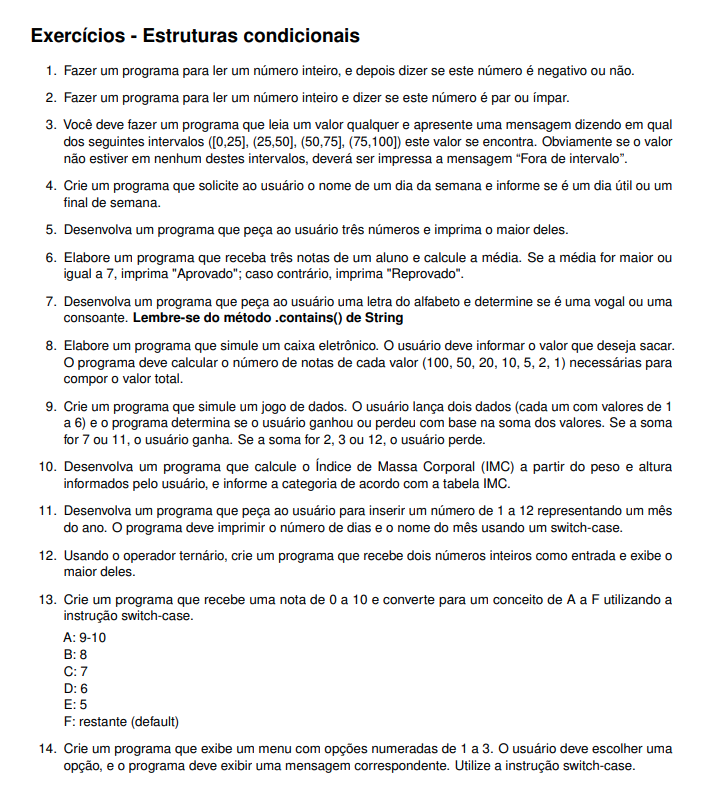 Exercícios - Estruturas condicionais
1. Fazer um programa para ler um número inteiro, e depois dizer se este número é negativo ou não.
2. Fazer um programa para ler um número inteiro e dizer se este número é par ou ímpar.
3. Você deve fazer um programa que leia um valor qualquer e apresente uma mensagem dizendo em qual
dos seguintes intervalos ([0,25], (25,50], (50,75], (75,100]) este valor se encontra. Obviamente se o valor
não estiver em nenhum destes intervalos, deverá ser impressa a mensagem “Fora de intervalo”.
4. Crie um programa que solicite ao usuário o nome de um dia da semana e informe se é um dia útil ou um
final de semana.
5. Desenvolva um programa que peça ao usuário três números e imprima o maior deles.
6. Elabore um programa que receba três notas de um aluno e calcule a média. Se a média for maior ou
igual a 7, imprima "Aprovado"; caso contrário, imprima "Reprovado".
7. Desenvolva um programa que peça ao usuário uma letra do alfabeto e determine se é uma vogal ou uma
consoante. Lembre-se do método .contains() de String
8. Elabore um programa que simule um caixa eletrônico. O usuário deve informar o valor que deseja sacar.
O programa deve calcular o número de notas de cada valor (100, 50, 20, 10, 5, 2, 1) necessárias para
compor o valor total.
9. Crie um programa que simule um jogo de dados. O usuário lança dois dados (cada um com valores de 1
a 6) e o programa determina se o usuário ganhou ou perdeu com base na soma dos valores. Se a soma
for 7 ou 11, o usuário ganha. Se a soma for 2, 3 ou 12, o usuário perde.
10. Desenvolva um programa que calcule o Índice de Massa Corporal (IMC) a partir do peso e altura
informados pelo usuário, e informe a categoria de acordo com a tabela IMC.
11. Desenvolva um programa que peça ao usuário para inserir um número de 1 a 12 representando um mês
do ano. O programa deve imprimir o número de dias e o nome do mês usando um switch-case.
12. Usando o operador ternário, crie um programa que recebe dois números inteiros como entrada e exibe o
maior deles.
13. Crie um programa que recebe uma nota de 0 a 10 e converte para um conceito de A a F utilizando a
instrução switch-case.
A: 9-10
B: 8
C: 7
D: 6
E: 5
F: restante (default)
14. Crie um programa que exibe um menu com opções numeradas de 1 a 3. O usuário deve escolher uma
opção, e o programa deve exibir uma mensagem correspondente. Utilize a instrução switch-case.